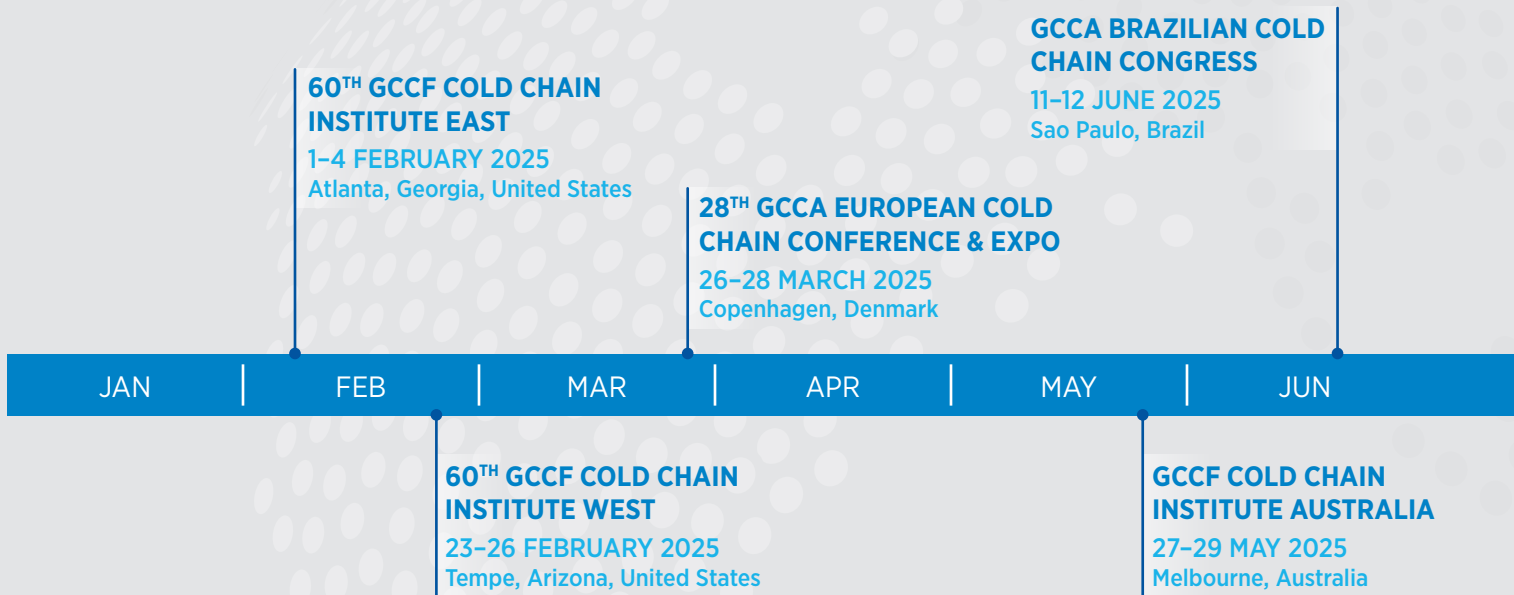 60TH GCCF COLD CHAIN
INSTITUTE EAST
1–4 FEBRUARY 2025
Atlanta, Georgia, United States
28TH GCCA EUROPEAN COLD
CHAIN CONFERENCE & EXPO
26–28 MARCH 2025
Copenhagen, Denmark
GCCA BRAZILIAN COLD
CHAIN CONGRESS
11–12 JUNE 2025
Sao Paulo, Brazil
JAN
FEB
MAR
APR
MAY
JUN
60TH GCCF COLD CHAIN
INSTITUTE WEST
23–26 FEBRUARY 2025
Tempe, Arizona, United States
GCCF COLD CHAIN
INSTITUTE AUSTRALIA
27–29 MAY 2025
Melbourne, Australia